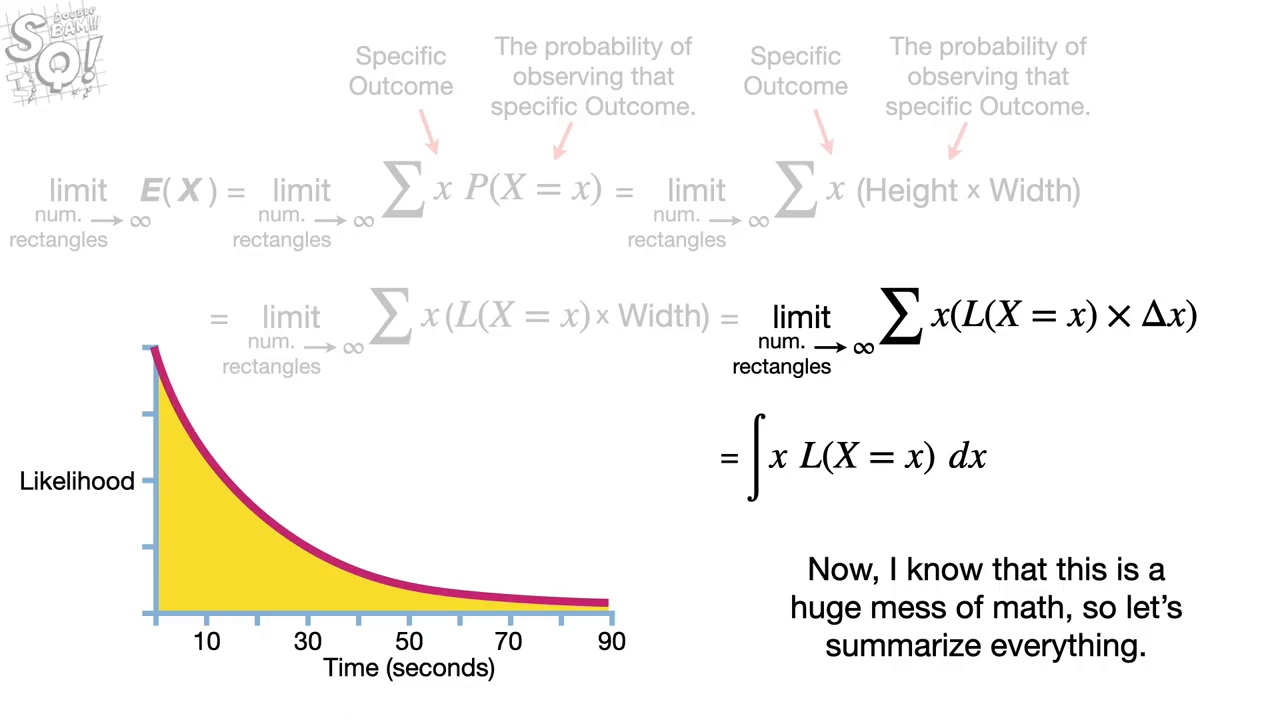 DOUBLE
BAM!!!
SQ!
Specific
Outcome
The probability of
observing that
specific Outcome.
Specific
Outcome
The probability of
observing that
specific Outcome.
limit num. rectangles → ∞ E(X) = limit num. rectangles → ∞ ∑ x P(X = x) = limit num. rectangles → ∞ ∑ x (Height × Width)
= limit num. rectangles → ∞ ∑ x (L(X = x) × Width) = limit num. rectangles → ∞ ∑ x(L(X = x) × Δx)
= ∫ x L(X = x) dx
Likelihood
10 30 50 70 90
Time (seconds)
Now, I know that this is a
huge mess of math, so let's
summarize everything.